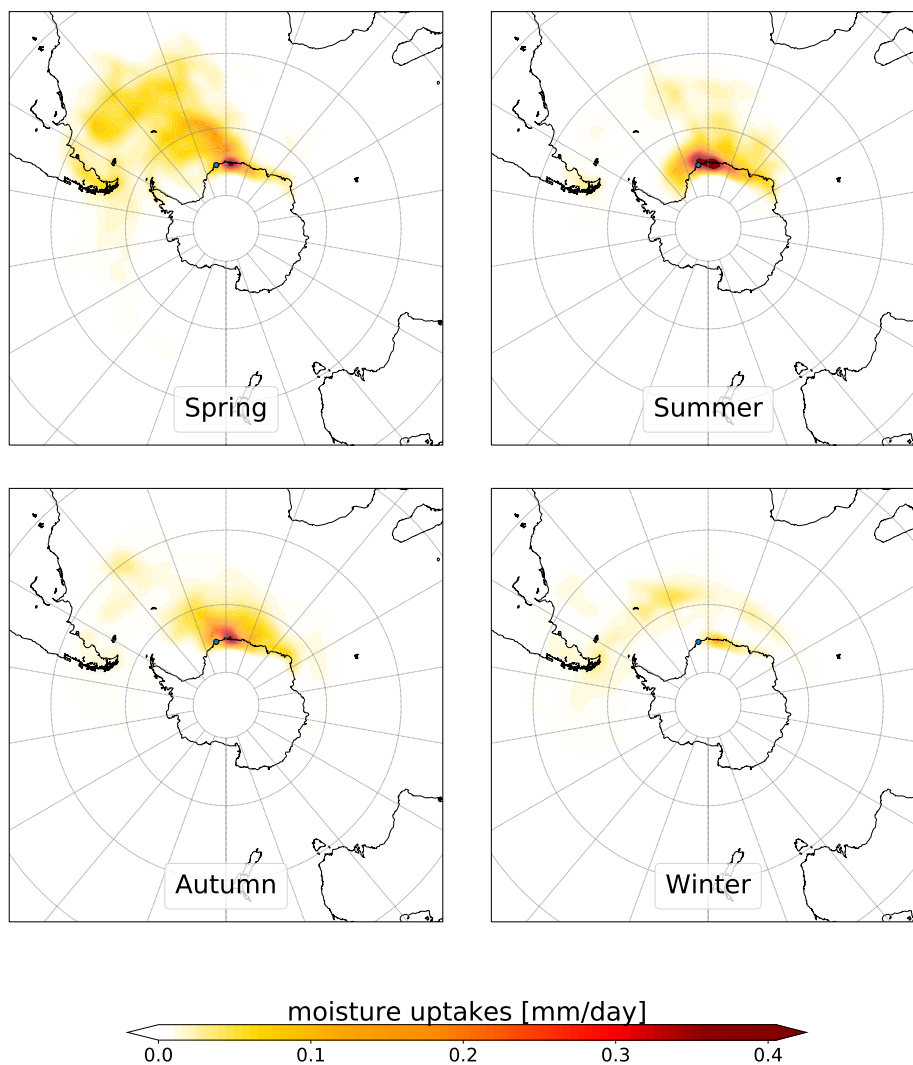 Spring
Summer
Autumn
Winter
moisture uptakes [mm/day]
0.0 0.1 0.2 0.3 0.4